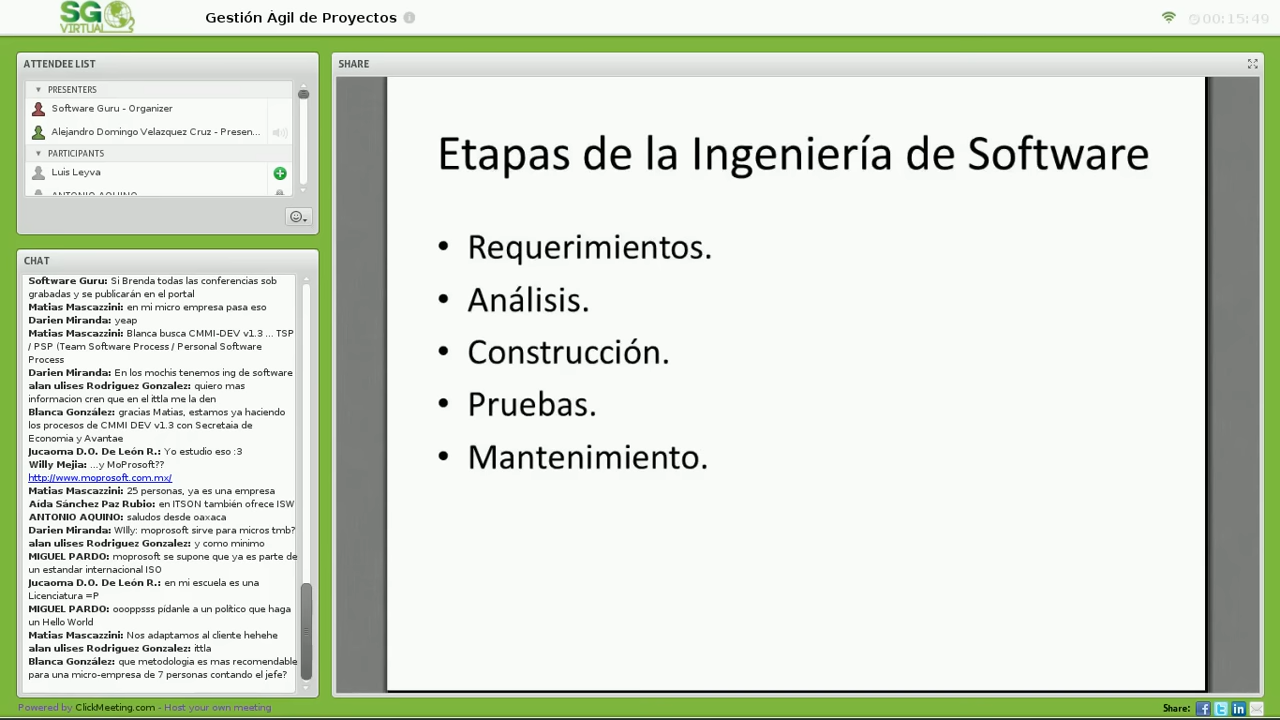 SG
VIRTUAL
Gestión Ágil de Proyectos
00:15:49
ATTENDEE LIST
PRESENTERS
Software Guru - Organizer
Alejandro Domingo Velazquez Cruz - Presen...
PARTICIPANTS
Luis Leyva
ANTONIO AQUINO
CHAT
Software Guru: Si Brenda todas las conferencias sob
grabadas y se publicarán en el portal
Matias Mascazzini: en mi micro empresa pasa eso
Darien Miranda: yeap
Matias Mascazzini: Blanca busca CMMI-DEV v1.3 ... TSP
/ PSP (Team Software Process / Personal Software
Process
Darien Miranda: En los mochis tenemos ing de software
alan ulises Rodriguez Gonzalez: quiero mas
informacion cren que en el ittla me la den
Blanca González: gracias Matias, estamos ya haciendo
los procesos de CMMI DEV v1.3 con Secretaia de
Economia y Avantae
Jucaoma D.O. De León R.: Yo estudio eso :3
Willy Mejia: ...y MoProsoft??
http://www.moprosoft.com.mx/
Matias Mascazzini: 25 personas, ya es una empresa
Aída Sánchez Paz Rubio: en ITSON también ofrece ISW
ANTONIO AQUINO: saludos desde oaxaca
Darien Miranda: WIlly: moprosoft sirve para micros tmb?
alan ulises Rodriguez Gonzalez: y como minimo
MIGUEL PARDO: moprosoft se supone que ya es parte de
un estandar internacional ISO
Jucaoma D.O. De León R.: en mi escuela es una
Licenciatura =P
MIGUEL PARDO: oooppsss pídanle a un político que haga
un Hello World
Matias Mascazzini: Nos adaptamos al cliente hehehe
alan ulises Rodriguez Gonzalez: ittla
Blanca González: que metodologia es mas recomendable
para una micro-empresa de 7 personas contando el jefe?
SHARE
Etapas de la Ingeniería de Software
• Requerimientos.
• Análisis.
• Construcción.
• Pruebas.
• Mantenimiento.
Powered by ClickMeeting.com - Host your own meeting
Share: